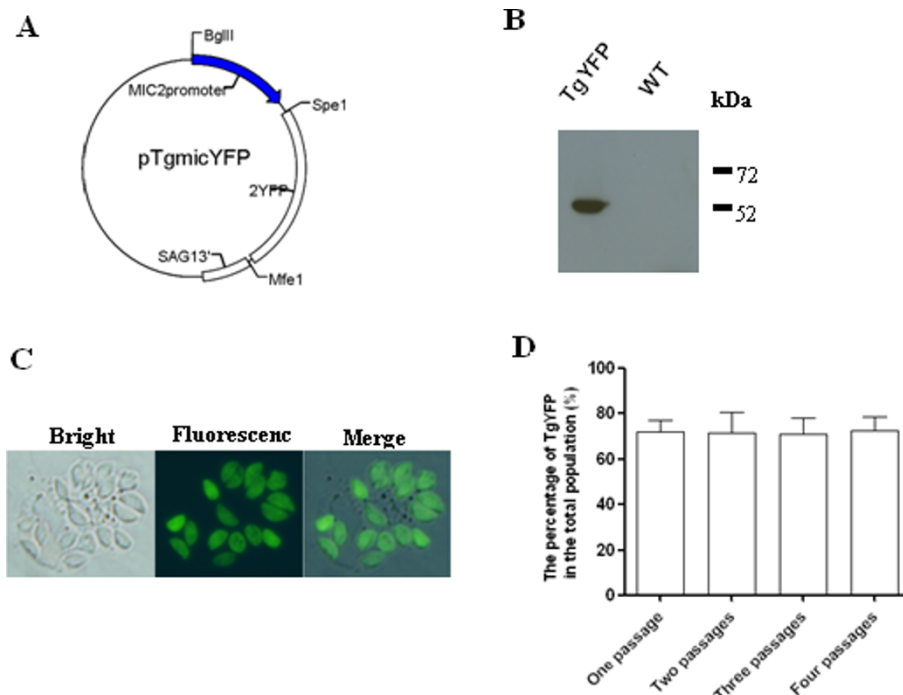 A
BglII
MIC2promoter
Spe1
pTgmicYFP
2YFP
SAG13'
Mfe1
B
TgYFP
WT
kDa
72
52
C
Bright
Fluorescenc
Merge
D
The percentage of TgYFP
in the total population (%)
100
80
60
40
20
0
One passage
Two passages
Three passages
Four passages